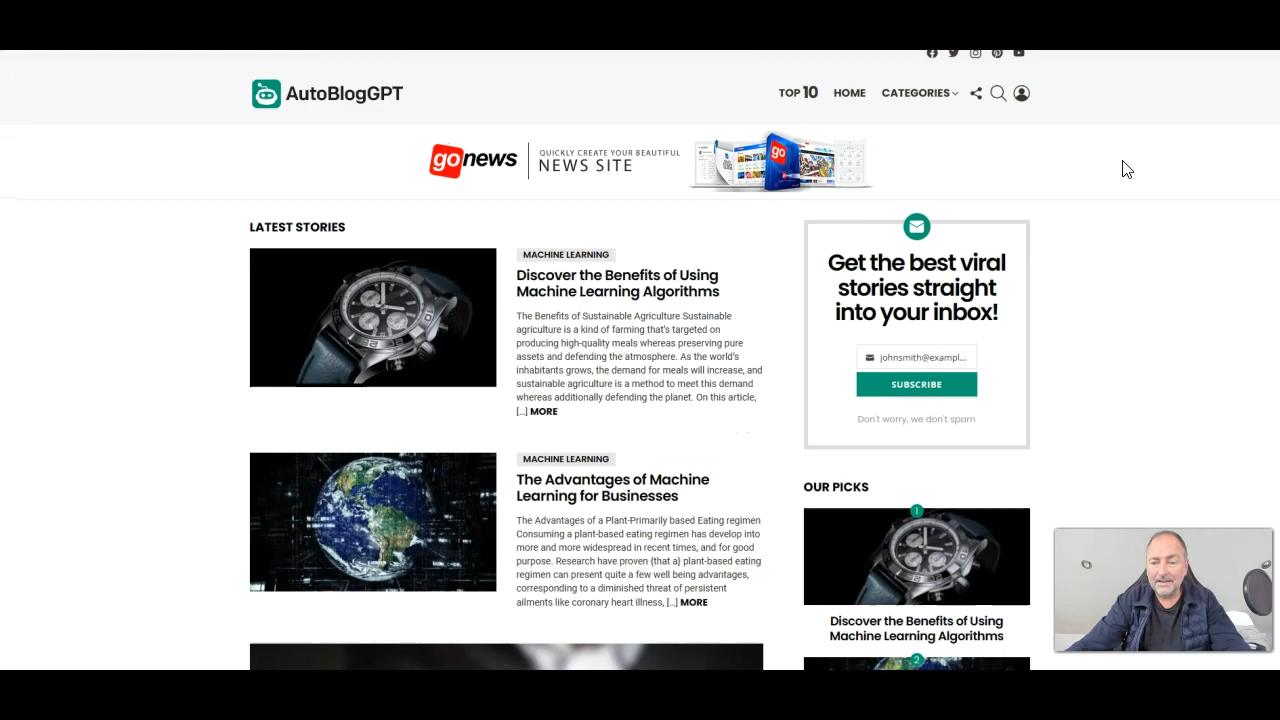 AutoBlogGPT
TOP 10 HOME CATEGORIES
go news QUICKLY CREATE YOUR BEAUTIFUL
NEWS SITE
go
LATEST STORIES
MACHINE LEARNING
Discover the Benefits of Using
Machine Learning Algorithms
The Benefits of Sustainable Agriculture Sustainable
agriculture is a kind of farming that's targeted on
producing high-quality meals whereas preserving pure
assets and defending the atmosphere. As the world's
inhabitants grows, the demand for meals will increase, and
sustainable agriculture is a method to meet this demand
whereas additionally defending the planet. On this article,
[...] MORE
MACHINE LEARNING
The Advantages of Machine
Learning for Businesses
The Advantages of a Plant-Primarily based Eating regimen
Consuming a plant-based eating regimen has develop into
more and more widespread in recent times, and for good
purpose. Research have proven {that a} plant-based eating
regimen can present quite a few well being advantages,
corresponding to a diminished threat of persistent
ailments like coronary heart illness, [...] MORE
Get the best viral
stories straight
into your inbox!
johnsmith@exampl...
SUBSCRIBE
Don't worry, we don't spam
OUR PICKS
1
Discover the Benefits of Using
Machine Learning Algorithms
2